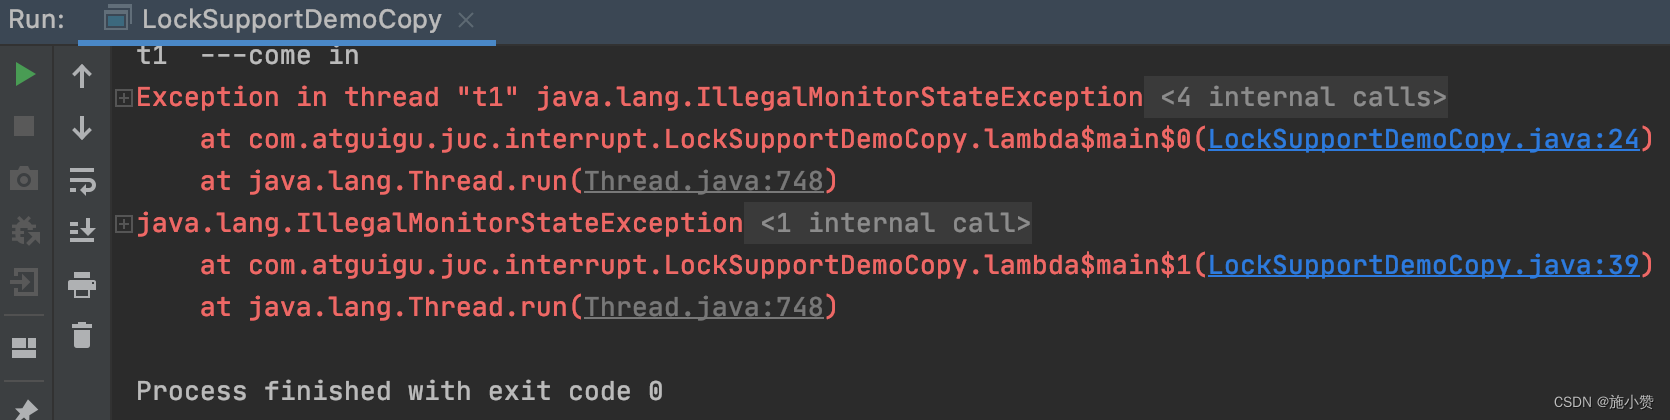 Run: LockSupportDemoCopy
t1  ---come in
Exception in thread "t1" java.lang.IllegalMonitorStateException <4 internal calls>
at com.atguigu.juc.interrupt.LockSupportDemoCopy.lambda$main$0(LockSupportDemoCopy.java:24)
at java.lang.Thread.run(Thread.java:748)
java.lang.IllegalMonitorStateException <1 internal call>
at com.atguigu.juc.interrupt.LockSupportDemoCopy.lambda$main$1(LockSupportDemoCopy.java:39)
at java.lang.Thread.run(Thread.java:748)
Process finished with exit code 0
CSDN @施小赞